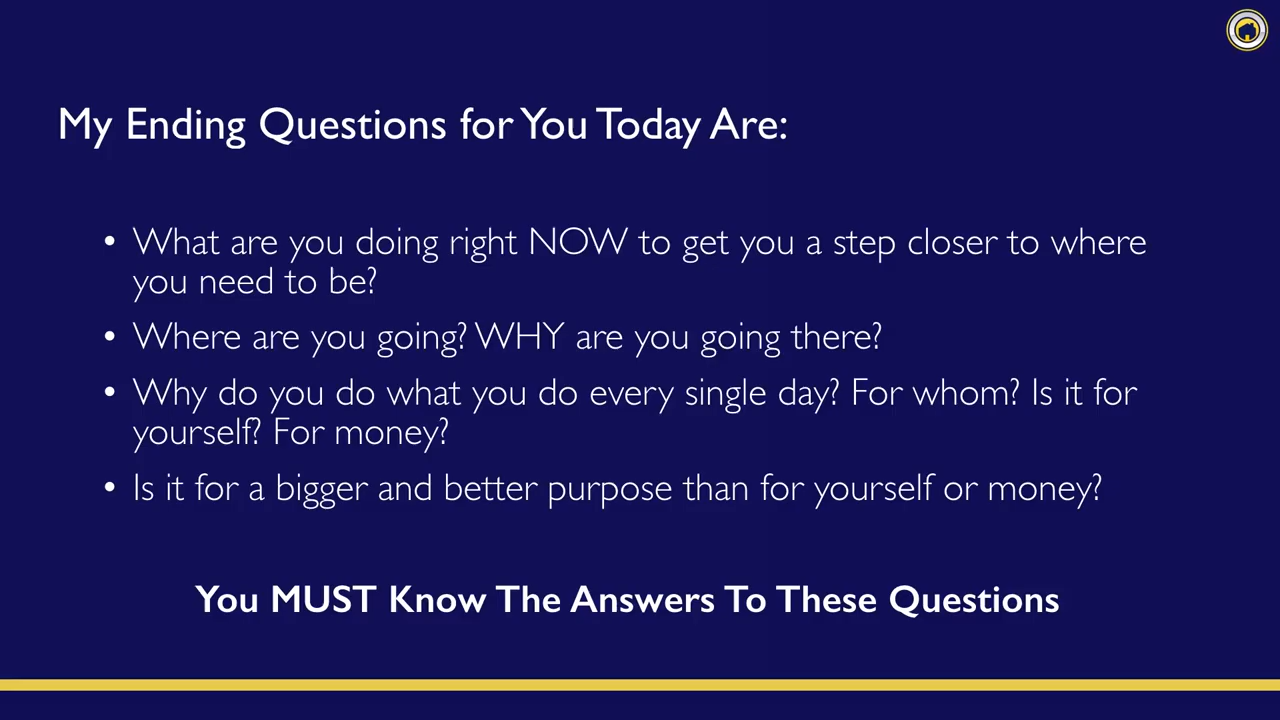 My Ending Questions for You Today Are:
• What are you doing right NOW to get you a step closer to where
you need to be?
• Where are you going? WHY are you going there?
• Why do you do what you do every single day? For whom? Is it for
yourself? For money?
• Is it for a bigger and better purpose than for yourself or money?
You MUST Know The Answers To These Questions